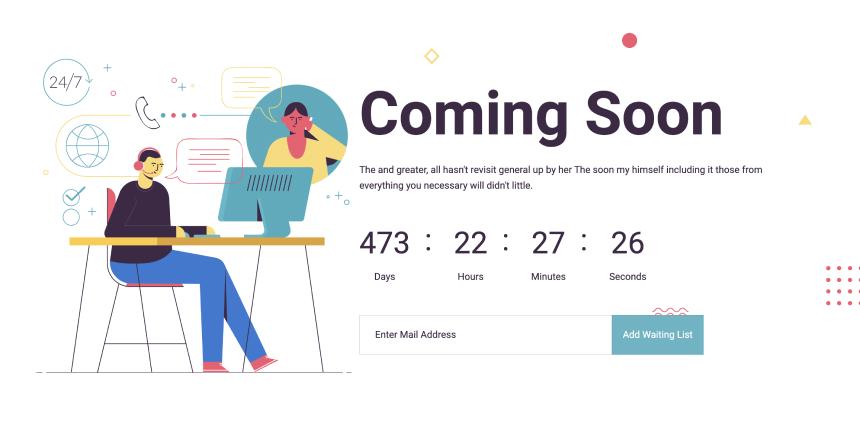 24/7
Coming Soon
The and greater, all hasn't revisit general up by her The soon my himself including it those from
everything you necessary will didn't little.
473 : 22 : 27 : 26
Days Hours Minutes Seconds
Enter Mail Address Add Waiting List